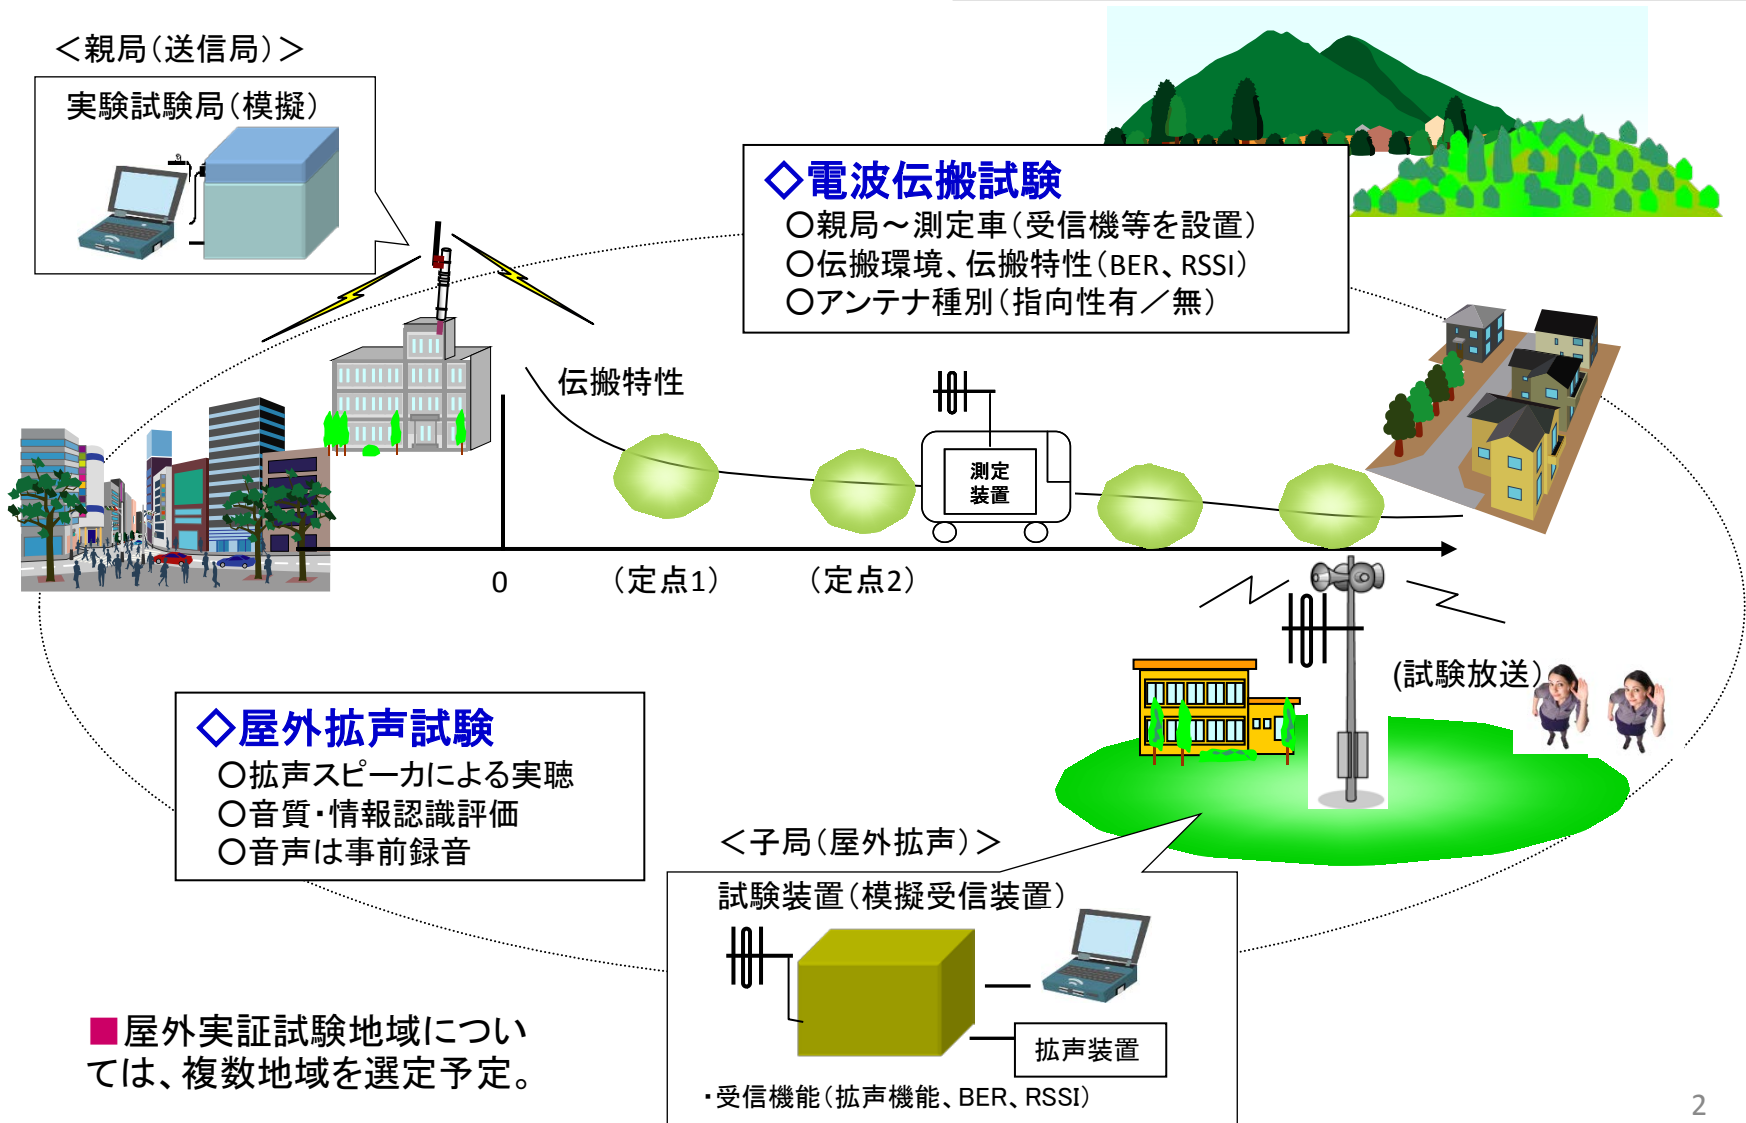 ＜親局（送信局）＞
実験試験局（模擬）
◇電波伝搬試験
○親局～測定車（受信機等を設置）
○伝搬環境、伝搬特性（BER、RSSI）
○アンテナ種別（指向性有／無）
伝搬特性
測定
装置
0
（定点1）
（定点2）
(試験放送）
◇屋外拡声試験
○拡声スピーカによる実聴
○音質・情報認識評価
○音声は事前録音
＜子局（屋外拡声）＞
試験装置（模擬受信装置）
拡声装置
・受信機能（拡声機能、BER、RSSI）
■屋外実証試験地域につい
ては、複数地域を選定予定。
2